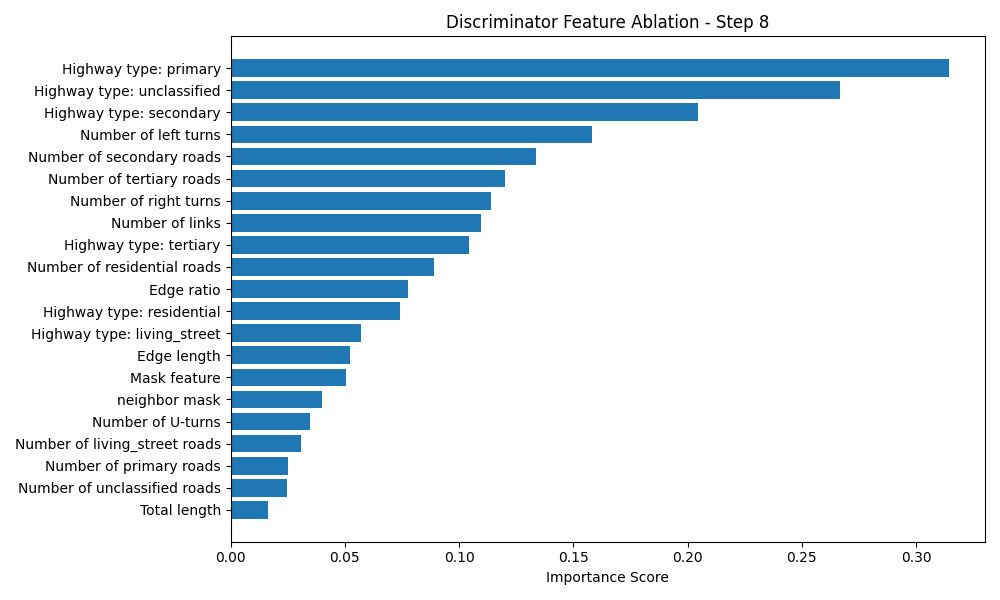 Discriminator Feature Ablation - Step 8
Highway type: primary
Highway type: unclassified
Highway type: secondary
Number of left turns
Number of secondary roads
Number of tertiary roads
Number of right turns
Number of links
Highway type: tertiary
Number of residential roads
Edge ratio
Highway type: residential
Highway type: living_street
Edge length
Mask feature
neighbor mask
Number of U-turns
Number of living_street roads
Number of primary roads
Number of unclassified roads
Total length
0.00 0.05 0.10 0.15 0.20 0.25 0.30
Importance Score